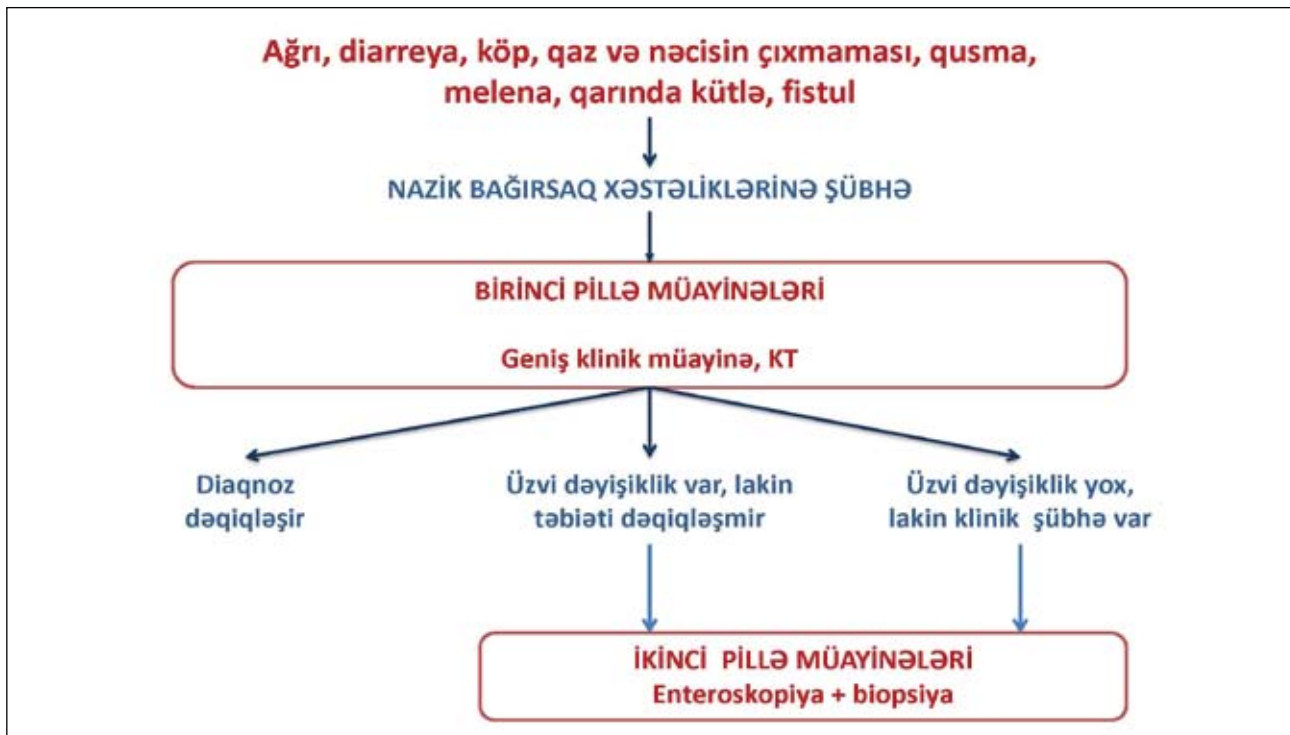 Ağrı, diarreya, köp, qaz və nəcisin çıxmaması, qusma,
melena, qarında kütlə, fistul
NAZİK BAĞIRSAQ XƏSTƏLİKLƏRİNƏ ŞÜBHƏ
BİRİNCİ PİLLƏ MÜAYİNƏLƏRİ
Geniş klinik müayinə, KT
Diaqnoz
dəqiqləşir
Üzvi dəyişiklik var, lakin
təbiəti dəqiqləşmir
Üzvi dəyişiklik yox,
lakin klinik şübhə var
İKİNCİ PİLLƏ MÜAYİNƏLƏRİ
Enteroskopiya + biopsiya